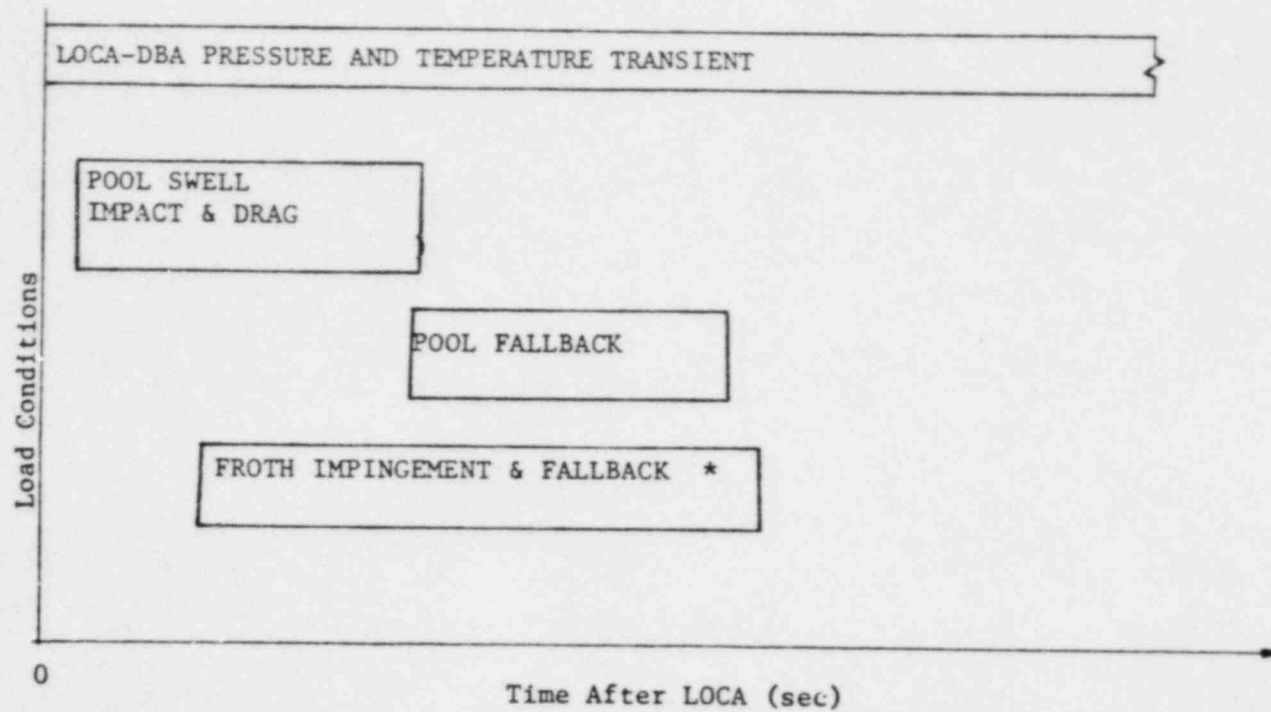 LOCA-DBA PRESSURE AND TEMPERATURE TRANSIENT
POOL SWELL
IMPACT & DRAG
POOL FALLBACK
FROTH IMPINGEMENT & FALLBACK *
Load Conditions
0
Time After LOCA (sec)